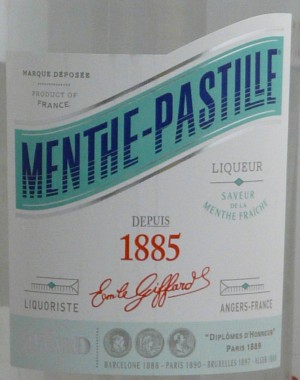 MARQUE DÉPOSÉE
PRODUCT OF
FRANCE
MENTHE-PASTILLE
LIQUEUR
SAVEUR
DE LA
MENTHE FRAÎCHE
DEPUIS
1885
Emile Giffard
LIQUORISTE
ANGERS-FRANCE
"DIPLÔMES D'HONNEUR"
PARIS 1889
BARCELONE 1888 - PARIS 1890 - BRUXELLES 1897